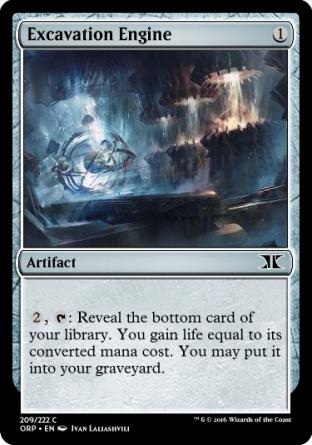 Excavation Engine 1
Artifact
2, T: Reveal the bottom card of
your library. You gain life equal to its
converted mana cost. You may put it
into your graveyard.
209/222 C
ORP • EN Ivan Laliashvili
™ & © 2016 Wizards of the Coast